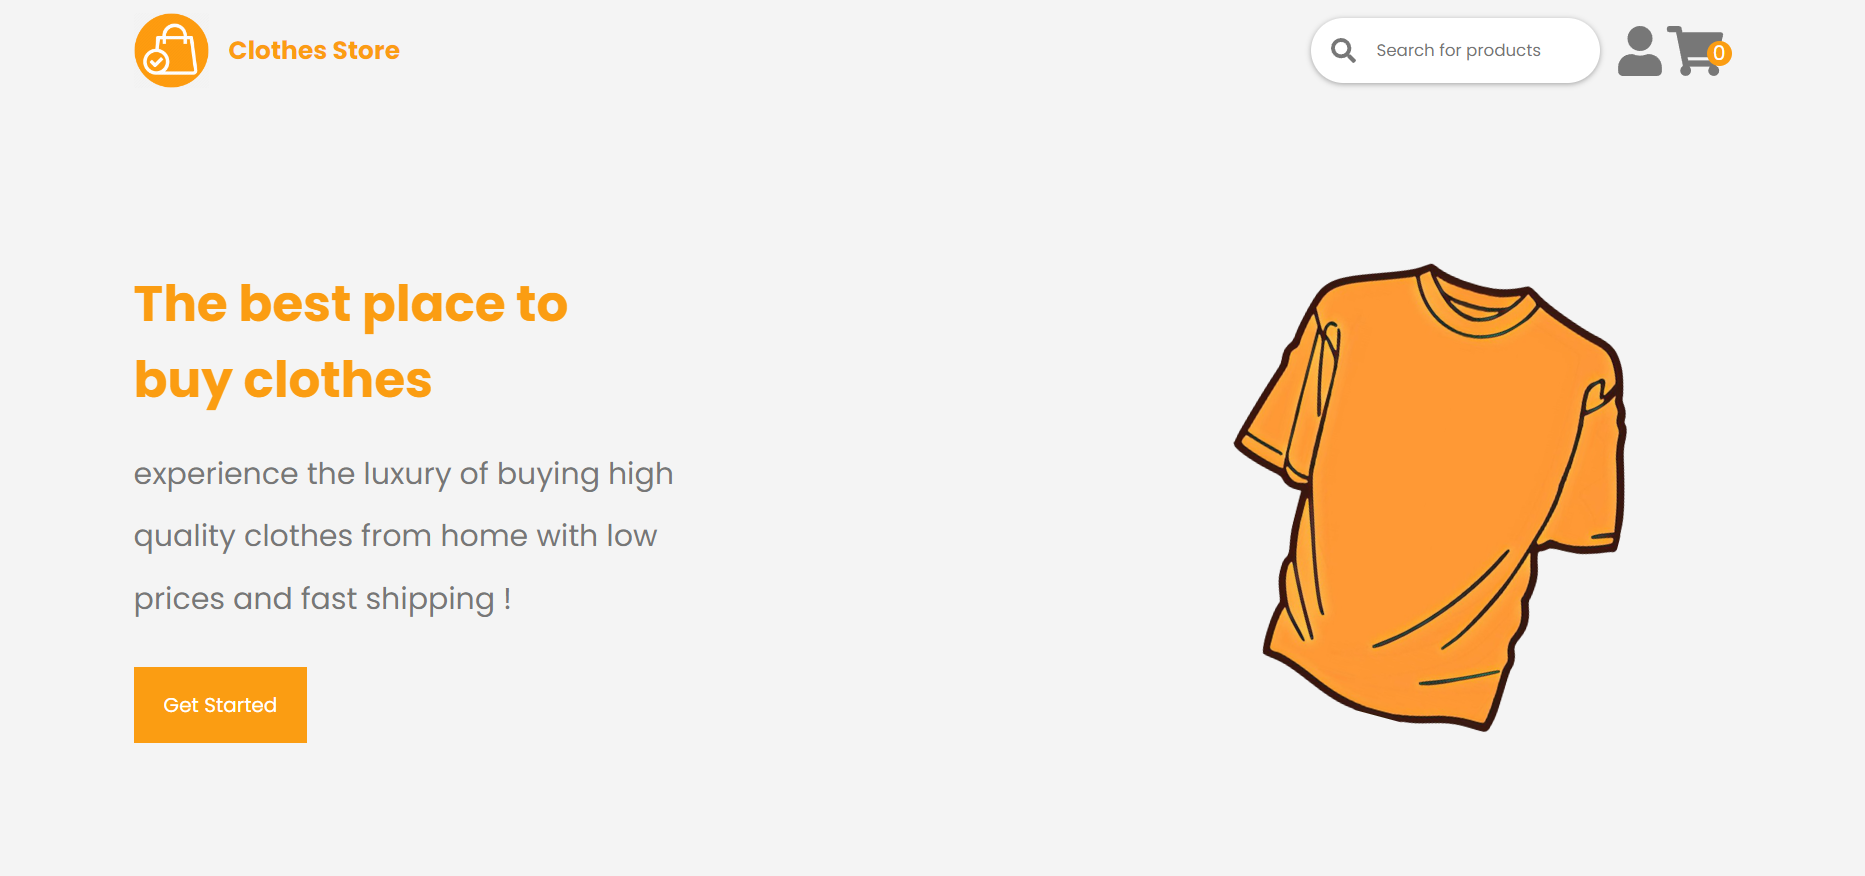 Clothes Store
Search for products
0
The best place to
buy clothes
experience the luxury of buying high
quality clothes from home with low
prices and fast shipping !
Get Started